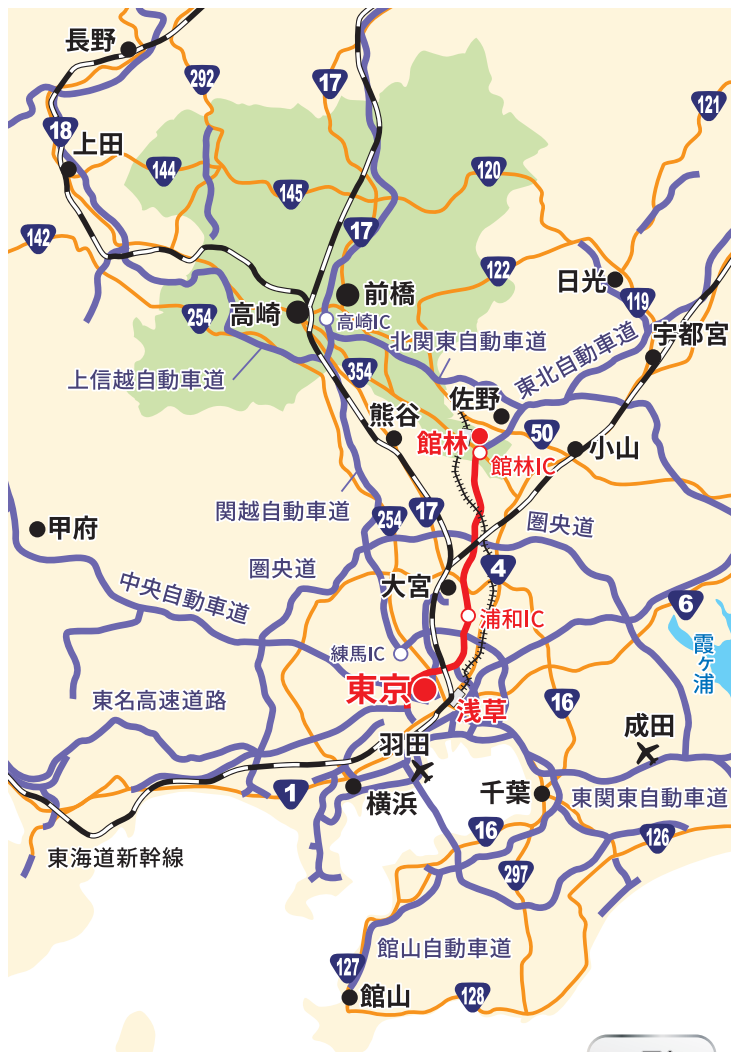 長野
292
17
121
18
上田
144
145
120
142
17
122
日光
119
前橋
高崎
高崎IC
254
北関東自動車道
宇都宮
東北自動車道
上信越自動車道
354
佐野
熊谷
館林
50
小山
館林IC
関越自動車道
254
17
圏央道
甲府
圏央道
4
中央自動車道
大宮
6
浦和IC
霞ヶ浦
練馬IC
東京
東名高速道路
浅草
16
成田
羽田
1
横浜
千葉
東関東自動車道
16
126
東海道新幹線
297
館山自動車道
127
館山
128